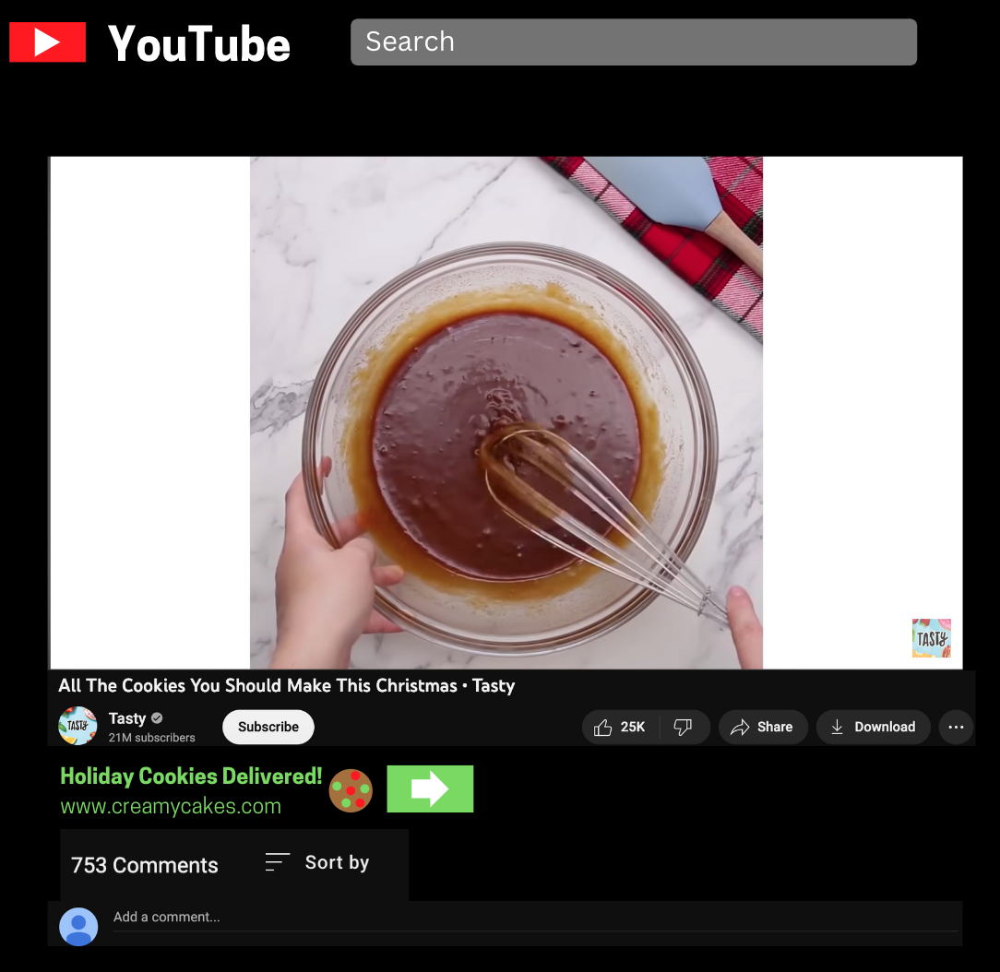 YouTube
Search
TASTY
All The Cookies You Should Make This Christmas • Tasty
TASTY
Tasty
21M subscribers
Subscribe
25K
Share
Download
Holiday Cookies Delivered!
www.creamycakes.com
753 Comments
Sort by
Add a comment...